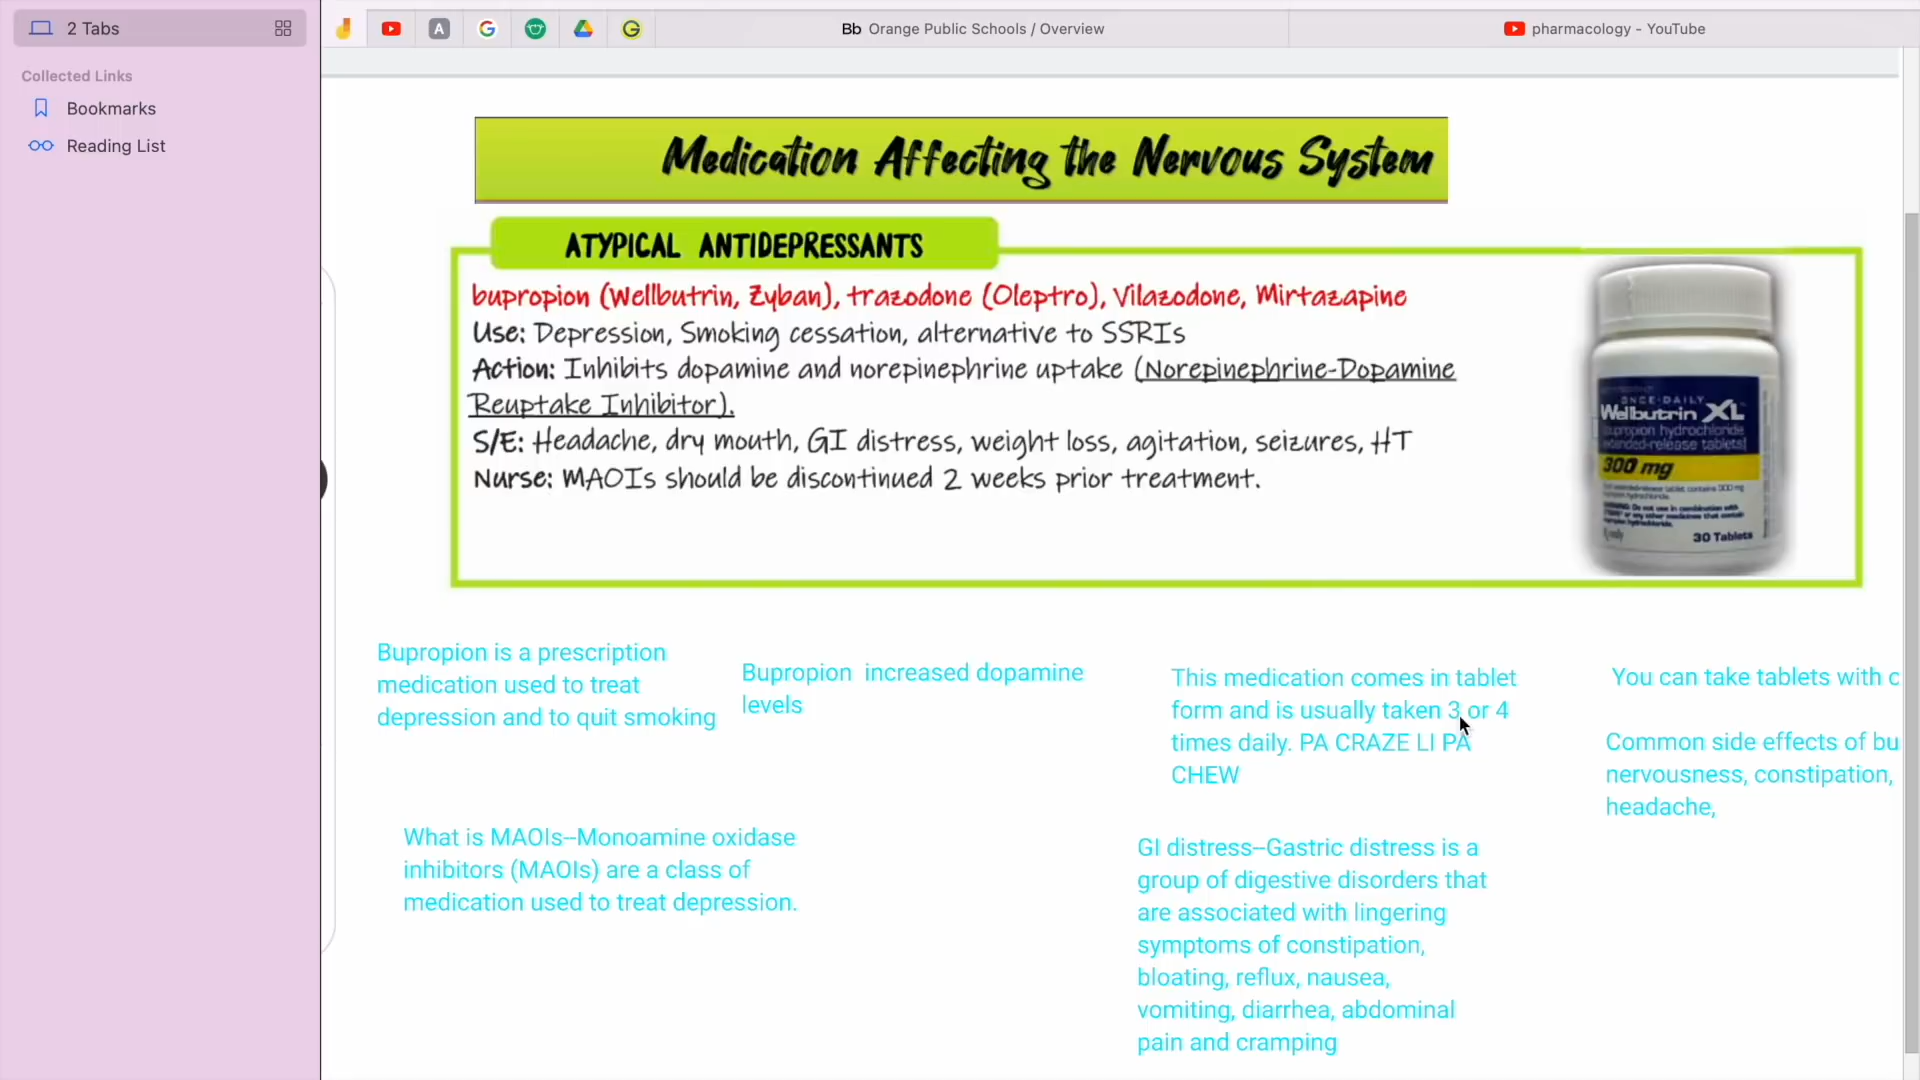 2 Tabs
Collected Links
Bookmarks
Reading List
A
G
G
Bb Orange Public Schools / Overview
pharmacology - YouTube
Medication Affecting the Nervous System
ATYPICAL ANTIDEPRESSANTS
bupropion (Wellbutrin, Zyban), trazodone (Oleptro), Vilazodone, Mirtazapine
Use: Depression, Smoking cessation, alternative to SSRIs
Action: Inhibits dopamine and norepinephrine uptake (Norepinephrine-Dopamine
Reuptake Inhibitor).
S/E: Headache, dry mouth, GI distress, weight loss, agitation, seizures, HT
Nurse: MAOIs should be discontinued 2 weeks prior treatment.
ONCE-DAILY
Wellbutrin XL
bupropion hydrochloride
extended-release tablets
300 mg
30 Tablets
Bupropion is a prescription
medication used to treat
depression and to quit smoking
Bupropion increased dopamine
levels
This medication comes in tablet
form and is usually taken 3 or 4
times daily. PA CRAZE LI PA
CHEW
You can take tablets with c
Common side effects of bu
nervousness, constipation,
headache,
What is MAOIs–Monoamine oxidase
inhibitors (MAOIs) are a class of
medication used to treat depression.
GI distress–Gastric distress is a
group of digestive disorders that
are associated with lingering
symptoms of constipation,
bloating, reflux, nausea,
vomiting, diarrhea, abdominal
pain and cramping